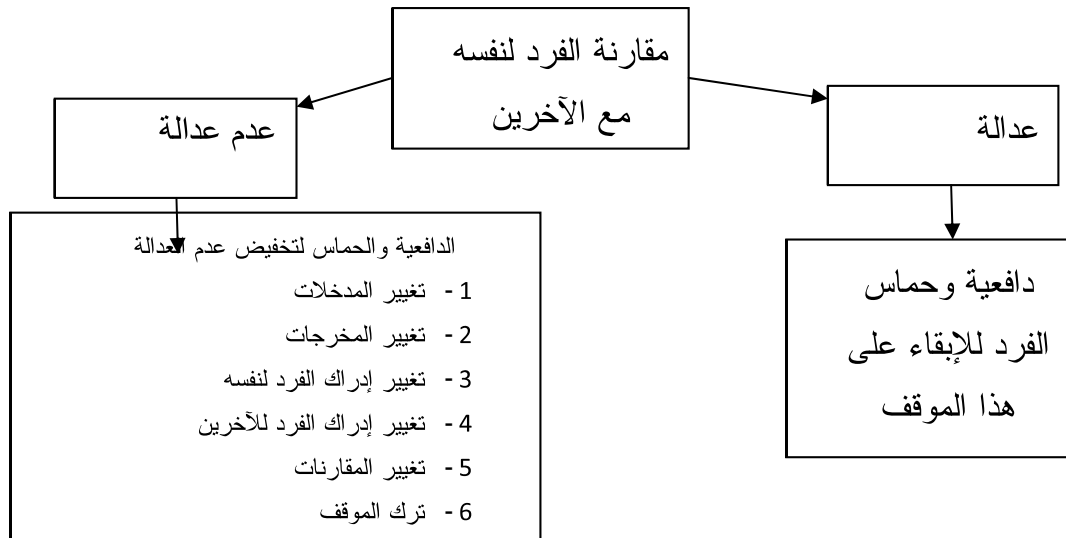 مقارنة الفرد لنفسه
مع الآخرين
عدالة
عدم عدالة
دافعية وحماس
الفرد للإبقاء على
هذا الموقف
الدافعية والحماس لتخفيض عدم العدالة
1- تغيير المدخلات
2- تغيير المخرجات
3- تغيير إدراك الفرد لنفسه
4- تغيير إدراك الفرد للآخرين
5- تغيير المقارنات
6- ترك الموقف